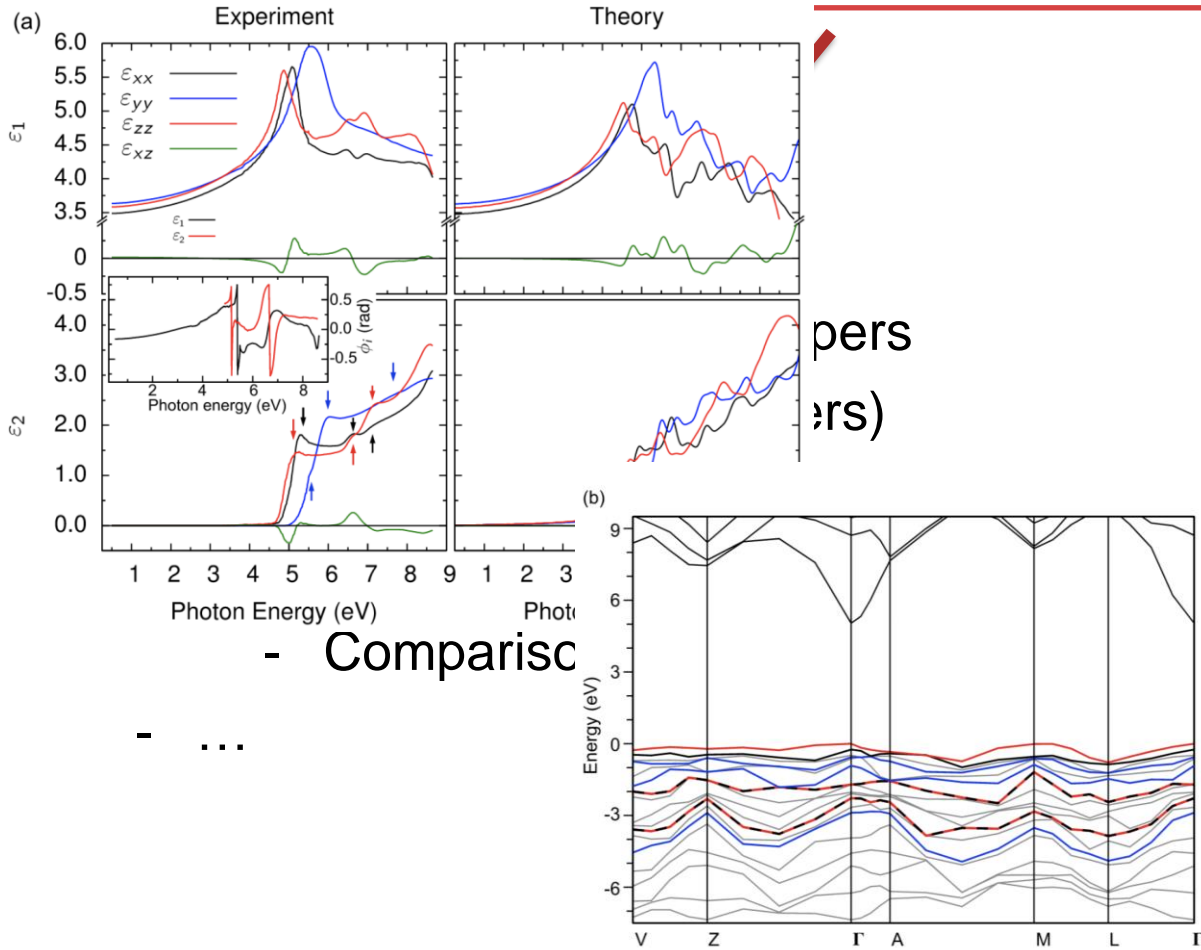 (a)
Experiment
Theory
6.0
5.5
5.0
4.5
4.0
3.5
0
-0.5
ε1
εxx
εyy
εzz
εxz
ε1
ε2
0.5
0.0
-0.5
ϕi (rad)
2 4 6 8
Photon energy (eV)
4.0
3.0
2.0
1.0
0.0
ε2
1 2 3 4 5 6 7 8 9 1 2 3
Photon Energy (eV)
Phot
pers
ers)
- Compariso
- …
(b)
9
6
3
0
-3
-6
Energy (eV)
V Z Γ A M L